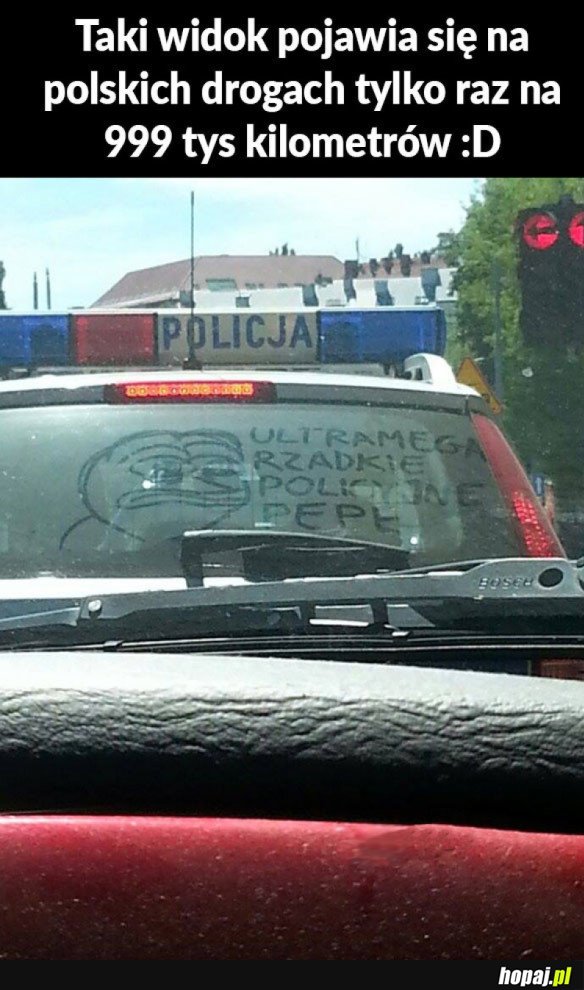 Taki widok pojawia się na
polskich drogach tylko raz na
999 tys kilometrów :D
POLICJA
ULTRAMEGA
RZADKIE
POLICYJNE
PEPE
BOSCH
hopaj.pl